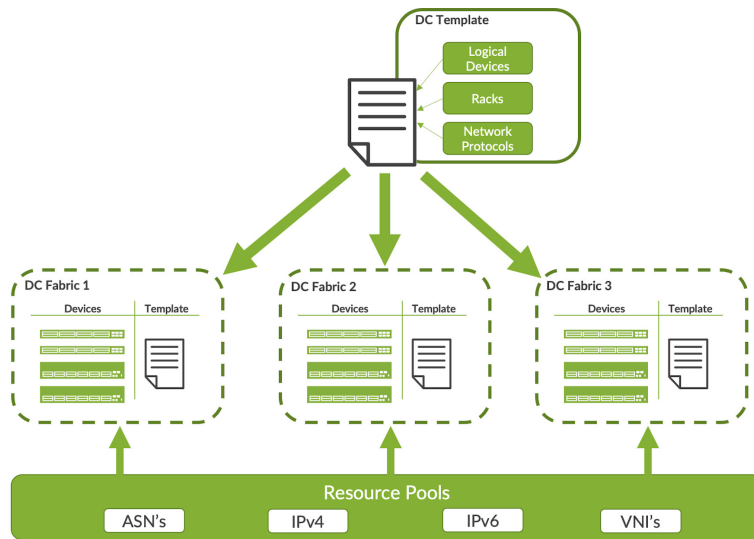 DC Template
Logical
Devices
Racks
Network
Protocols
DC Fabric 1
Devices Template
DC Fabric 2
Devices Template
DC Fabric 3
Devices Template
Resource Pools
ASN's IPv4 IPv6 VNI's